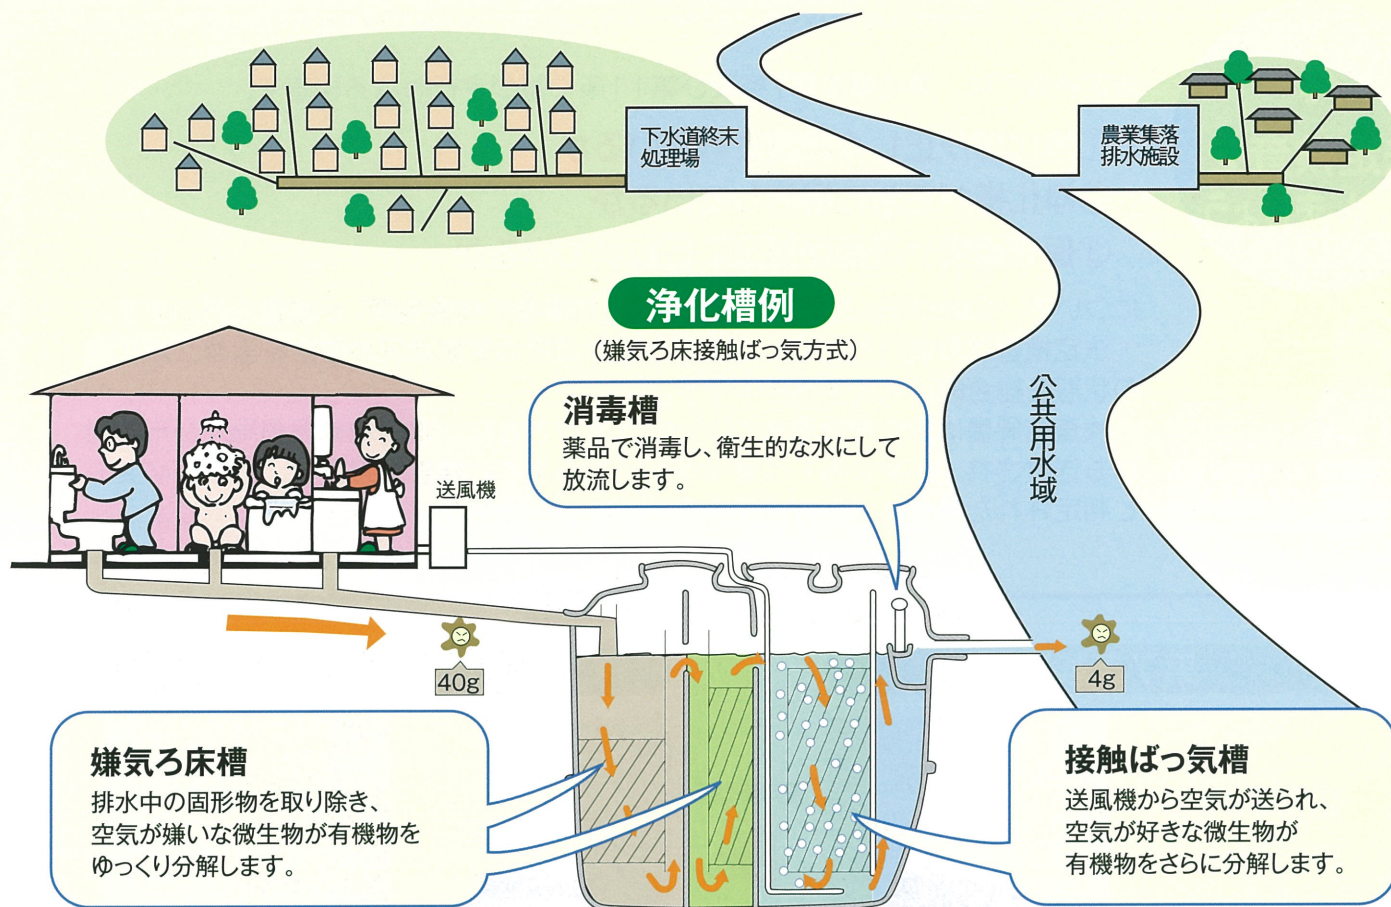 下水道終末
処理場
農業集落
排水施設
浄化槽例
（嫌気ろ床接触ばっ気方式）
公共用水域
消毒槽
薬品で消毒し、衛生的な水にして
放流します。
送風機
40g
4g
嫌気ろ床槽
排水中の固形物を取り除き、
空気が嫌いな微生物が有機物を
ゆっくり分解します。
接触ばっ気槽
送風機から空気が送られ、
空気が好きな微生物が
有機物をさらに分解します。